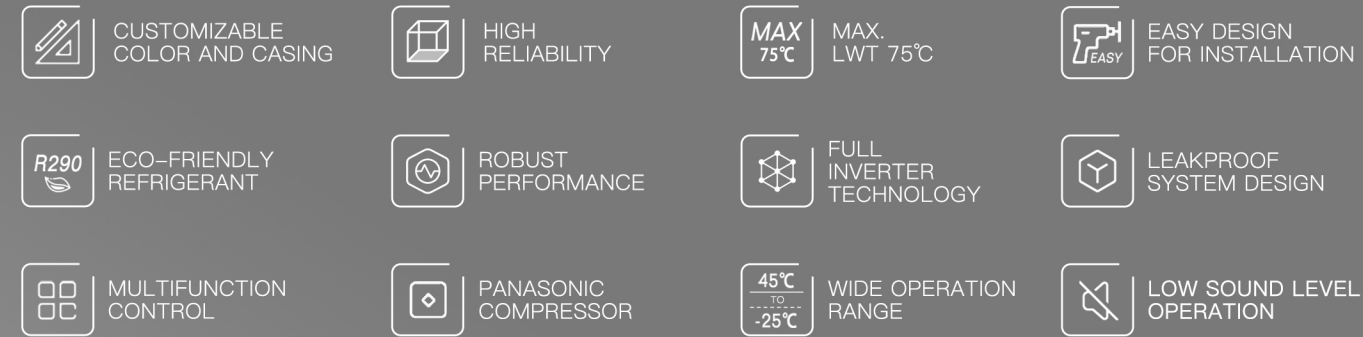 CUSTOMIZABLE
COLOR AND CASING
HIGH
RELIABILITY
MAX
75℃
MAX.
LWT 75℃
EASY
EASY DESIGN
FOR INSTALLATION
R290
ECO-FRIENDLY
REFRIGERANT
ROBUST
PERFORMANCE
FULL
INVERTER
TECHNOLOGY
LEAKPROOF
SYSTEM DESIGN
MULTIFUNCTION
CONTROL
PANASONIC
COMPRESSOR
45℃
TO
-25℃
WIDE OPERATION
RANGE
LOW SOUND LEVEL
OPERATION